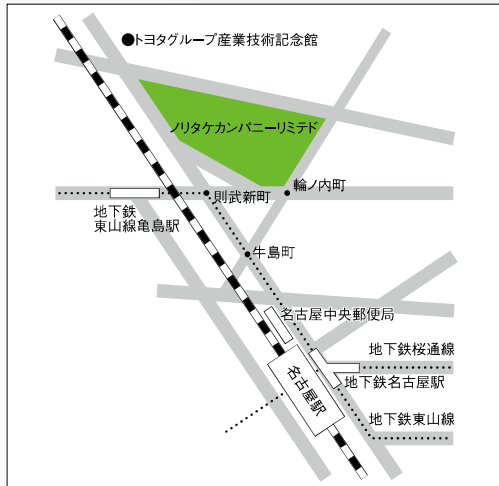 ●トヨタグループ産業技術記念館
ノリタケカンパニーリミテド
輪ノ内町
則武新町
地下鉄
東山線亀島駅
牛島町
名古屋中央郵便局
地下鉄桜通線
地下鉄名古屋駅
名古屋駅
地下鉄東山線